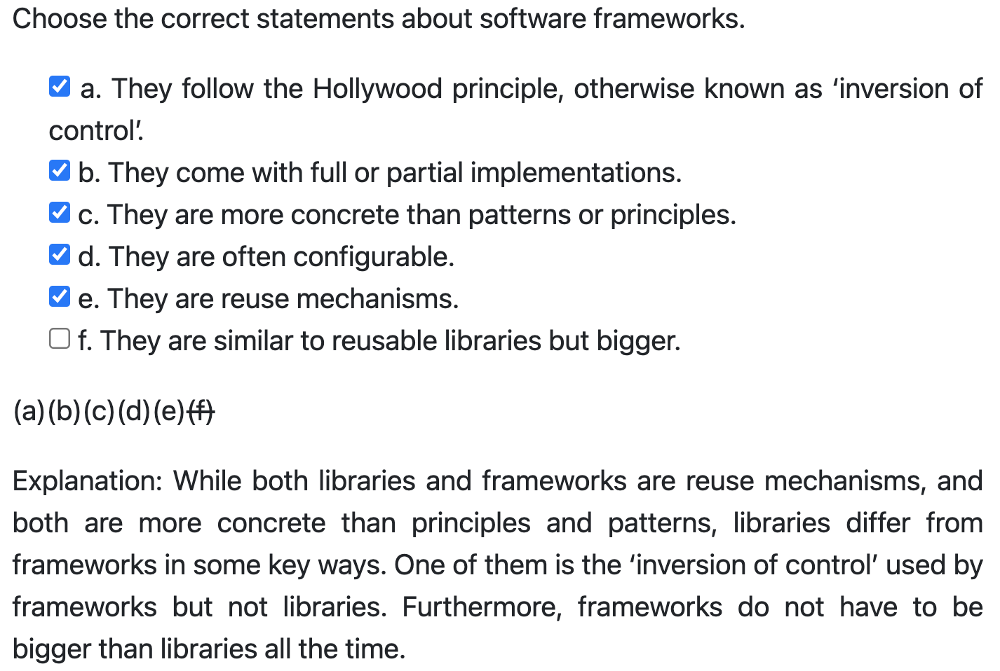 Choose the correct statements about software frameworks.
a. They follow the Hollywood principle, otherwise known as ‘inversion of
control’.
b. They come with full or partial implementations.
c. They are more concrete than patterns or principles.
d. They are often configurable.
e. They are reuse mechanisms.
f. They are similar to reusable libraries but bigger.
(a)(b)(c)(d)(e)(f)
Explanation: While both libraries and frameworks are reuse mechanisms, and
both are more concrete than principles and patterns, libraries differ from
frameworks in some key ways. One of them is the ‘inversion of control’ used by
frameworks but not libraries. Furthermore, frameworks do not have to be
bigger than libraries all the time.